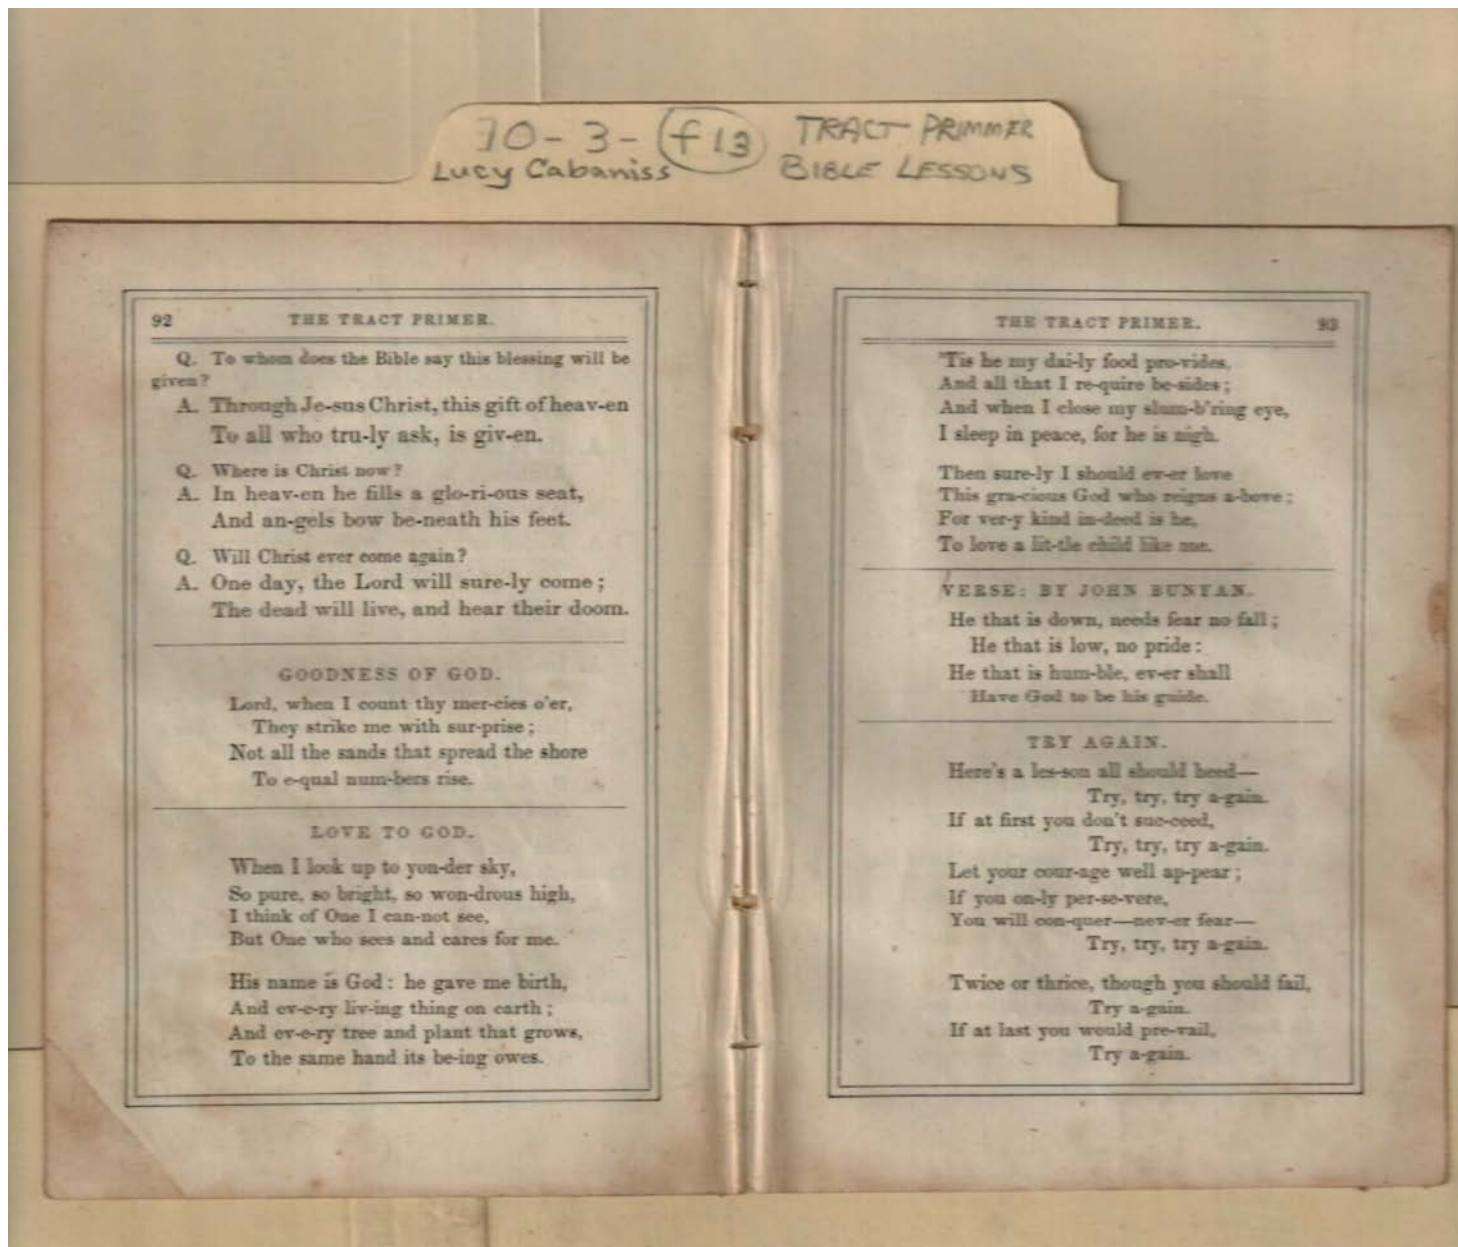 70-3- f13 TRACT PRIMMER
Lucy Cabaniss BIBLE LESSONS
92 THE TRACT PRIMER.
Q. To whom does the Bible say this blessing will be
given?
A. Through Je-sus Christ, this gift of heav-en
To all who tru-ly ask, is giv-en.
Q. Where is Christ now?
A. In heav-en he fills a glo-ri-ous seat,
And an-gels bow be-neath his feet.
Q. Will Christ ever come again?
A. One day, the Lord will sure-ly come;
The dead will live, and hear their doom.
GOODNESS OF GOD.
Lord, when I count thy mer-cies o'er,
They strike me with sur-prise;
Not all the sands that spread the shore
To e-qual num-bers rise.
LOVE TO GOD.
When I look up to yon-der sky,
So pure, so bright, so won-drous high,
I think of One I can-not see,
But One who sees and cares for me.
His name is God: he gave me birth,
And ev-e-ry liv-ing thing on earth;
And ev-e-ry tree and plant that grows,
To the same hand its be-ing owes.
THE TRACT PRIMER. 93
'Tis he my dai-ly food pro-vides,
And all that I re-quire be-sides;
And when I close my slum-b'ring eye,
I sleep in peace, for he is nigh.
Then sure-ly I should ev-er love
This gra-cious God who reigns a-bove;
For ver-y kind in-deed is he,
To love a lit-tle child like me.
VERSE: BY JOHN BUNYAN.
He that is down, needs fear no fall;
He that is low, no pride:
He that is hum-ble, ev-er shall
Have God to be his guide.
TRY AGAIN.
Here's a les-son all should heed—
Try, try, try a-gain.
If at first you don't suc-ceed,
Try, try, try a-gain.
Let your cour-age well ap-pear;
If you on-ly per-se-vere,
You will con-quer—nev-er fear—
Try, try, try a-gain.
Twice or thrice, though you should fail,
Try a-gain.
If at last you would pre-vail,
Try a-gain.